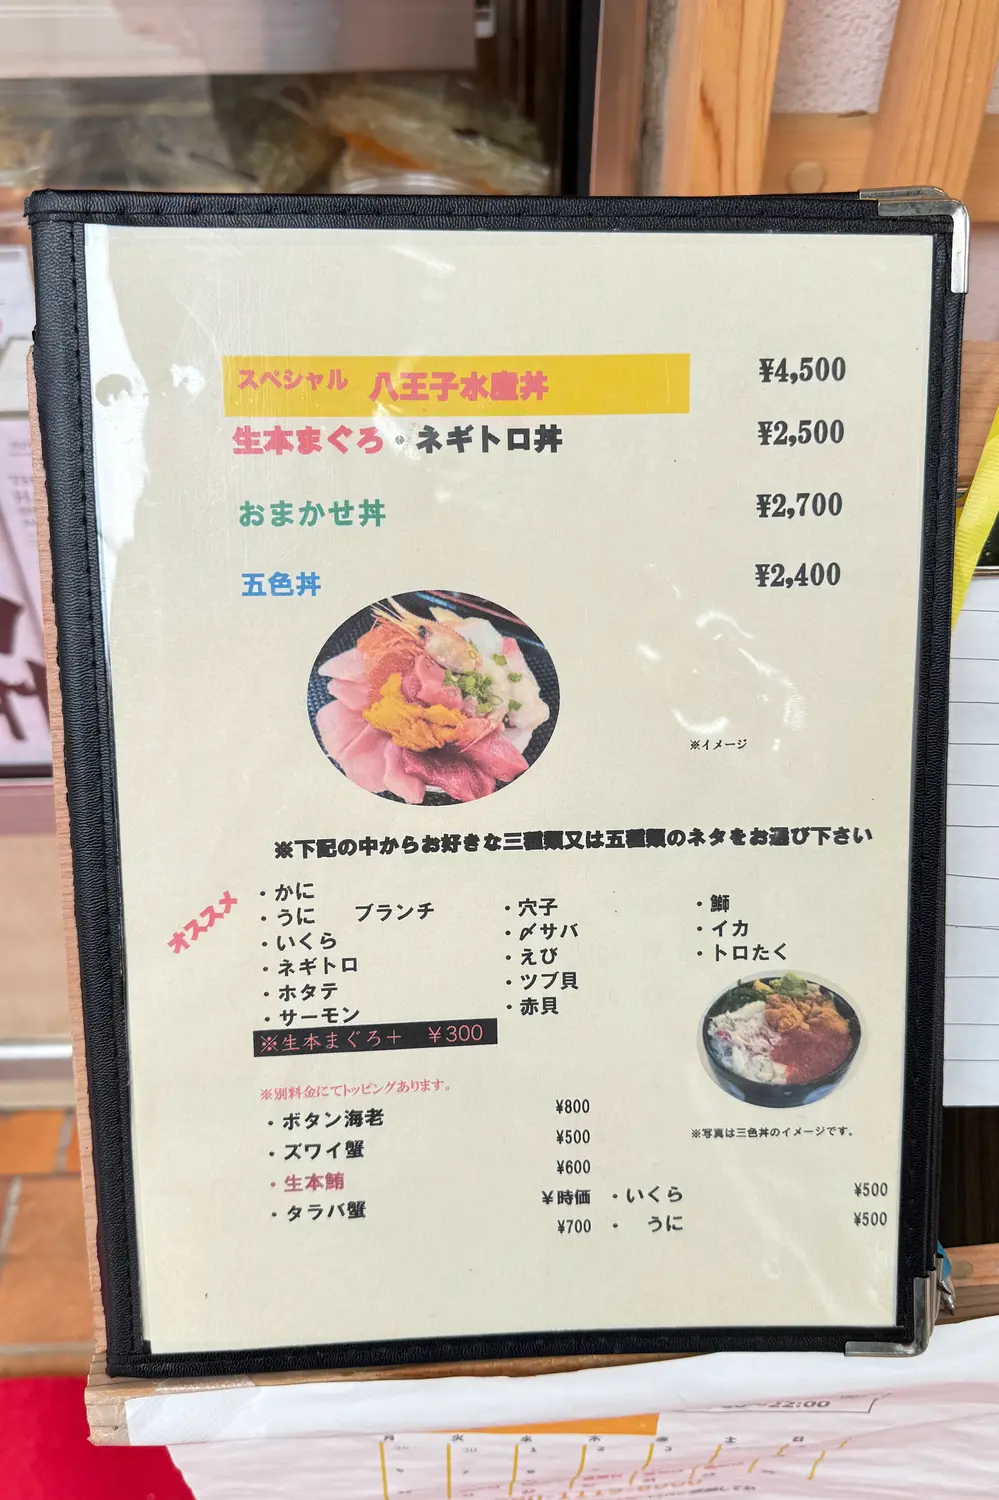 スペシャル 八王子水産丼 ¥4,500
生本まぐろ・ネギトロ丼 ¥2,500
おまかせ丼 ¥2,700
五色丼 ¥2,400
※イメージ
※下記の中からお好きな三種類又は五種類のネタをお選び下さい
オススメ
・かに
・うに ブランチ
・いくら
・ネギトロ
・ホタテ
・サーモン
※生本まぐろ＋ ￥300
・穴子
・〆サバ
・えび
・ツブ貝
・赤貝
・鰤
・イカ
・トロたく
※写真は三色丼のイメージです。
※別料金にてトッピングあります。
・ボタン海老 ¥800
・ズワイ蟹 ¥500
・生本鮪 ¥600
・タラバ蟹 ￥時価
¥700
・いくら ¥500
・うに ¥500
22:00
月 火 水 木 金 土 日